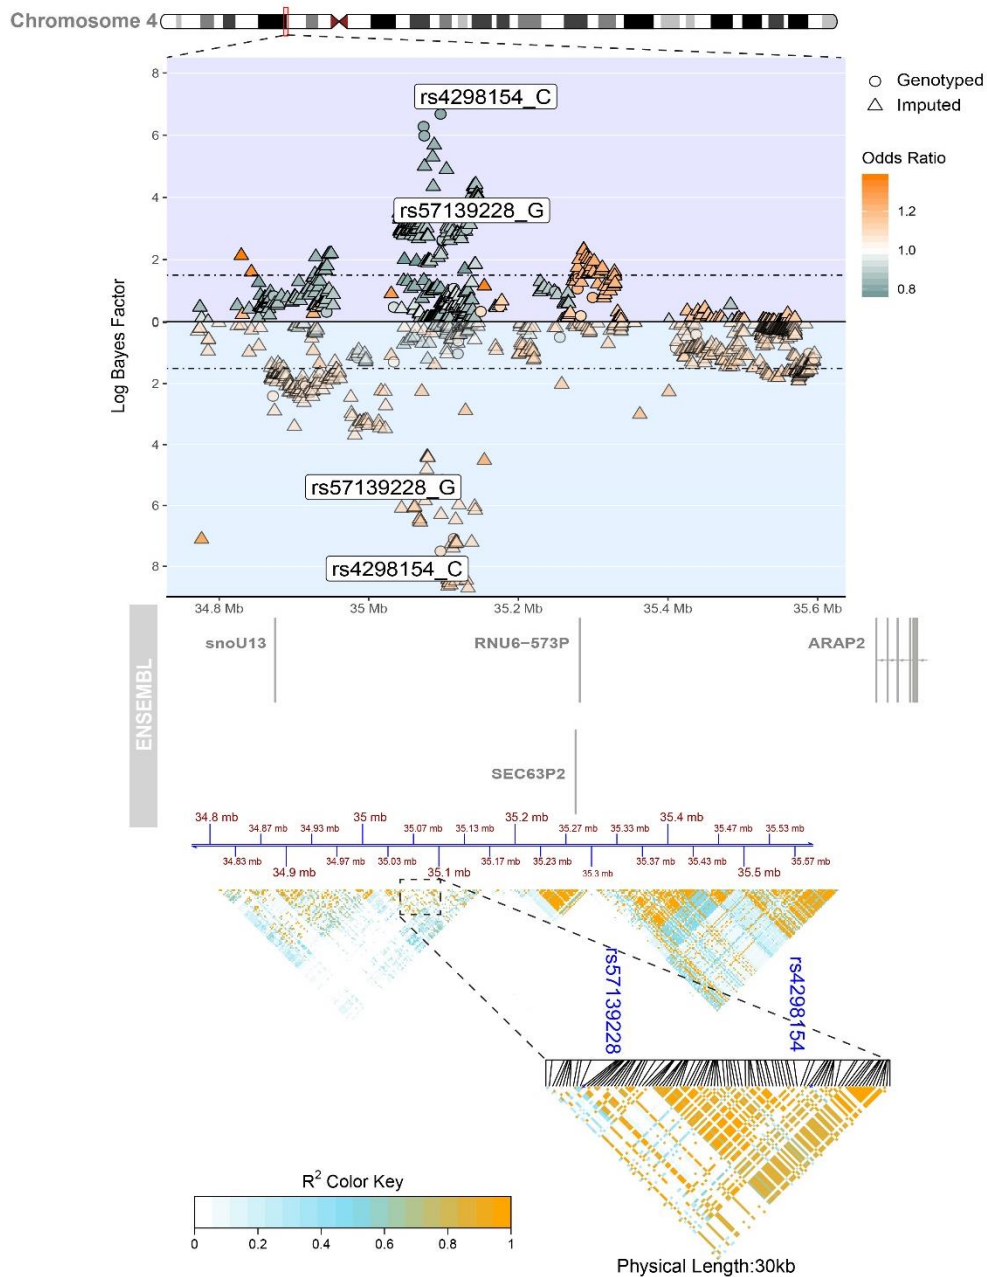 Chromosome 4
8
6
4
2
0
2
4
6
8
Log Bayes Factor
rs4298154_C
rs57139228_G
rs57139228_G
rs4298154_C
Genotyped
Imputed
Odds Ratio
1.2
1.0
0.8
34.8 Mb 35 Mb 35.2 Mb 35.4 Mb 35.6 Mb
ENSEMBL
snoU13 RNU6−573P ARAP2
SEC63P2
34.8 mb 35 mb 35.2 mb 35.4 mb
34.87 mb 34.93 mb 35.07 mb 35.13 mb 35.27 mb 35.33 mb 35.47 mb 35.53 mb
34.83 mb 34.97 mb 35.03 mb 35.17 mb 35.23 mb 35.37 mb 35.43 mb 35.57 mb
34.9 mb 35.1 mb 35.3 mb 35.5 mb
rs57139228
rs4298154
R² Color Key
0 0.2 0.4 0.6 0.8 1
Physical Length:30kb